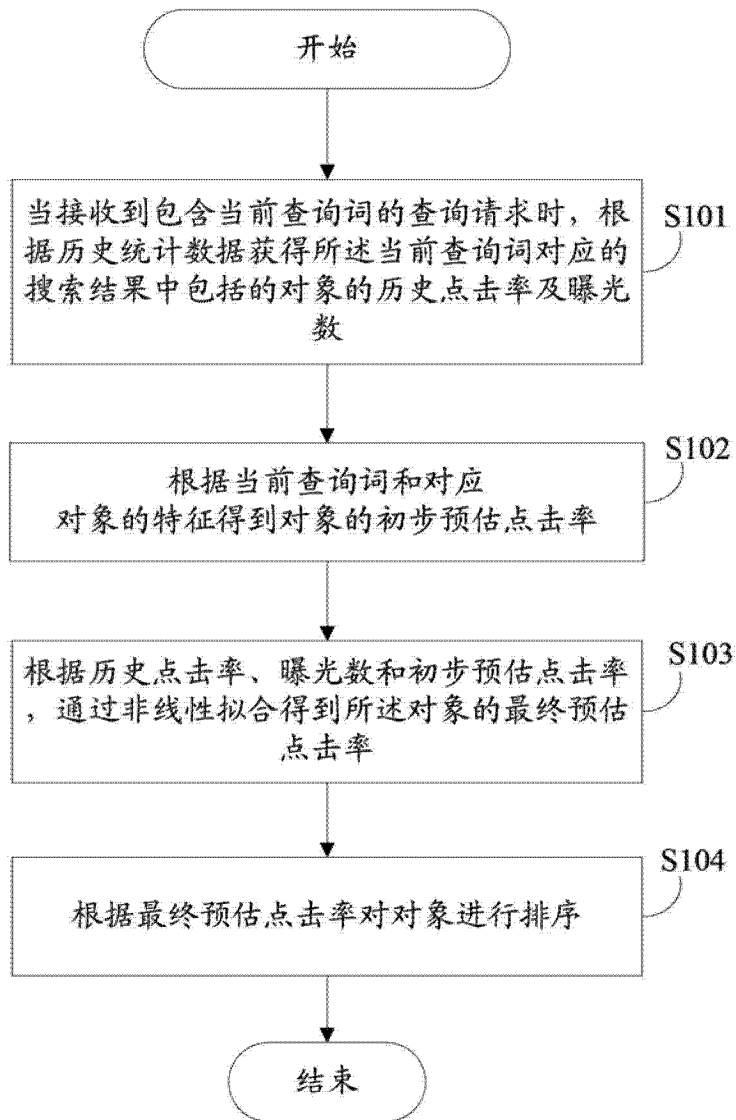 开始
当接收到包含当前查询词的查询请求时，根
据历史统计数据获得所述当前查询词对应的
搜索结果中包括的对象的历史点击率及曝光
数
S101
根据当前查询词和对应
对象的特征得到对象的初步预估点击率
S102
根据历史点击率、曝光数和初步预估点击率
，通过非线性拟合得到所述对象的最终预估
点击率
S103
根据最终预估点击率对对象进行排序
S104
结束